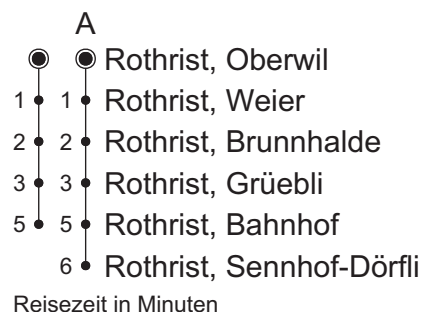 A
Rothrist, Oberwil
1 1 Rothrist, Weier
2 2 Rothrist, Brunnhalde
3 3 Rothrist, Grüebli
5 5 Rothrist, Bahnhof
6 Rothrist, Sennhof-Dörfli
Reisezeit in Minuten